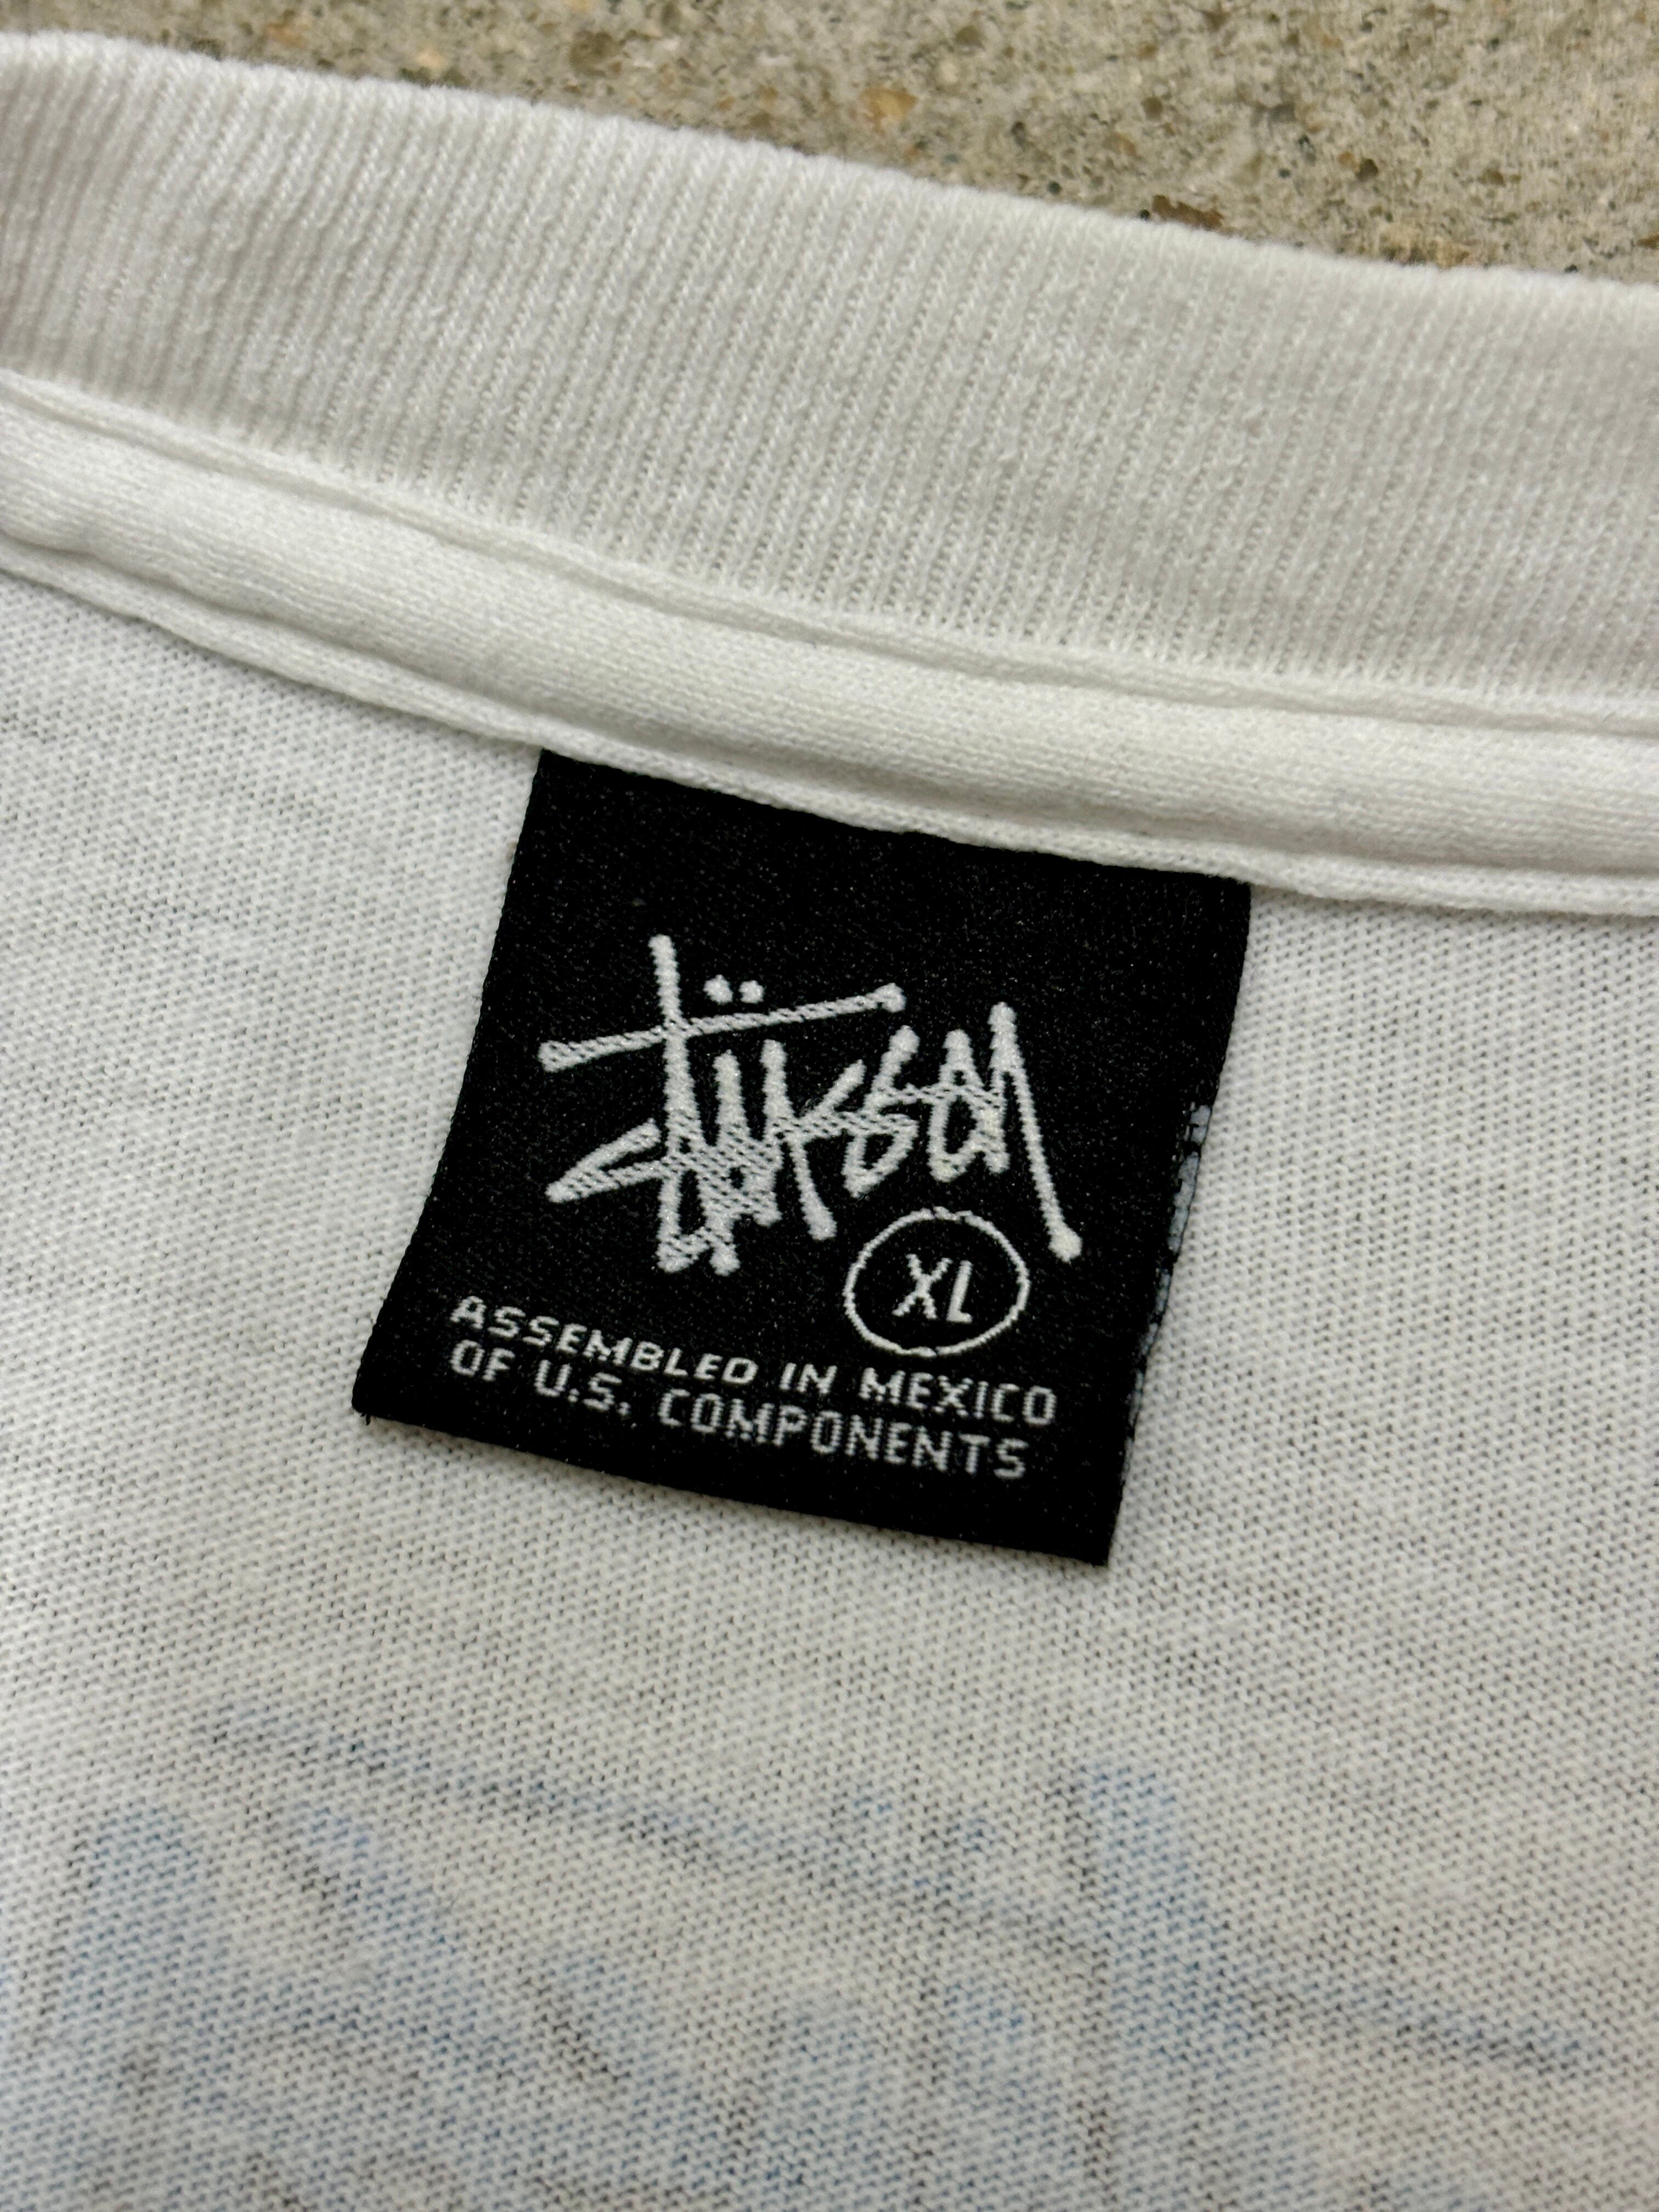 Stüssy
XL
ASSEMBLED IN MEXICO
OF U.S. COMPONENTS